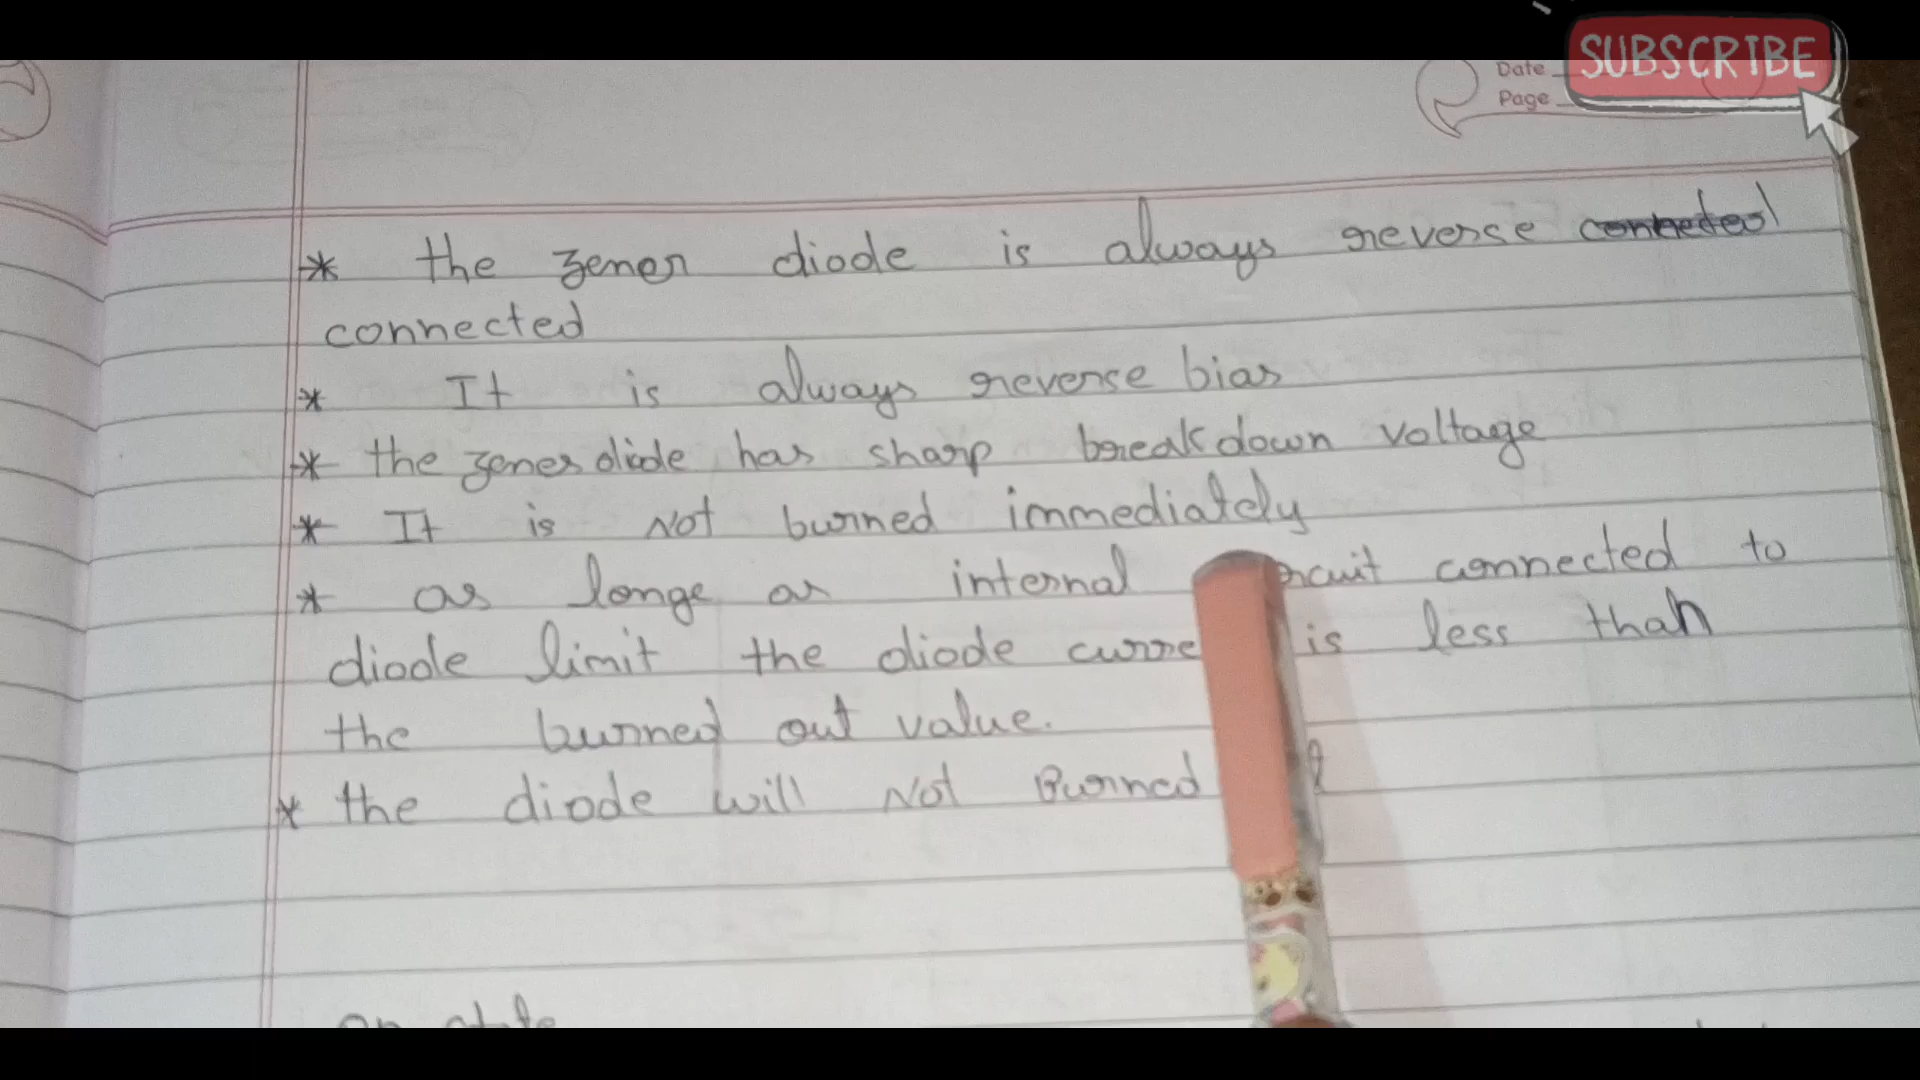 SUBSCRIBE
Date
Page
* the zener diode is always reverse connected
connected
* It is always reverse bias
* the zener diode has sharp breakdown voltage
* It is Not burned immediately
* as longe as internal connected to
diode limit the diode is less than
the burned out value.
* the diode will Not Burned
on state